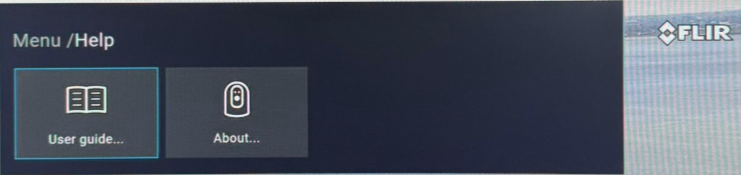 Menu /Help
FLIR
User guide...
About...